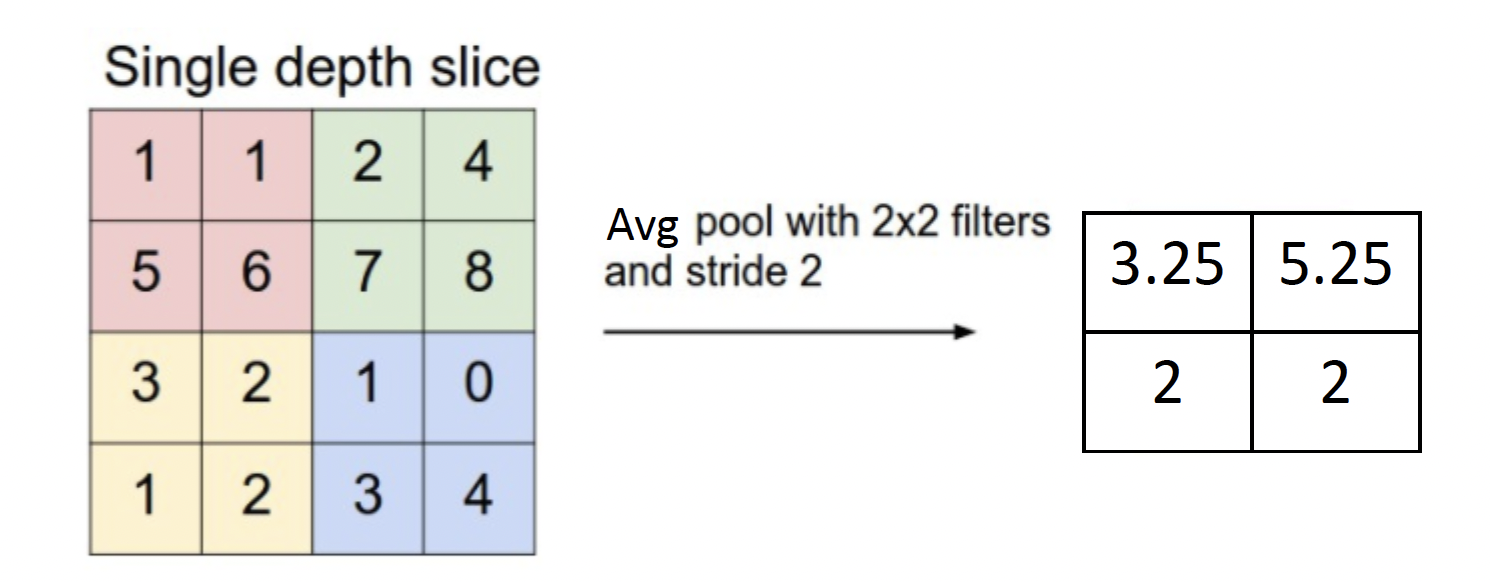 Single depth slice
1 1 2 4
5 6 7 8
3 2 1 0
1 2 3 4
Avg pool with 2x2 filters
and stride 2
3.25 5.25
2 2